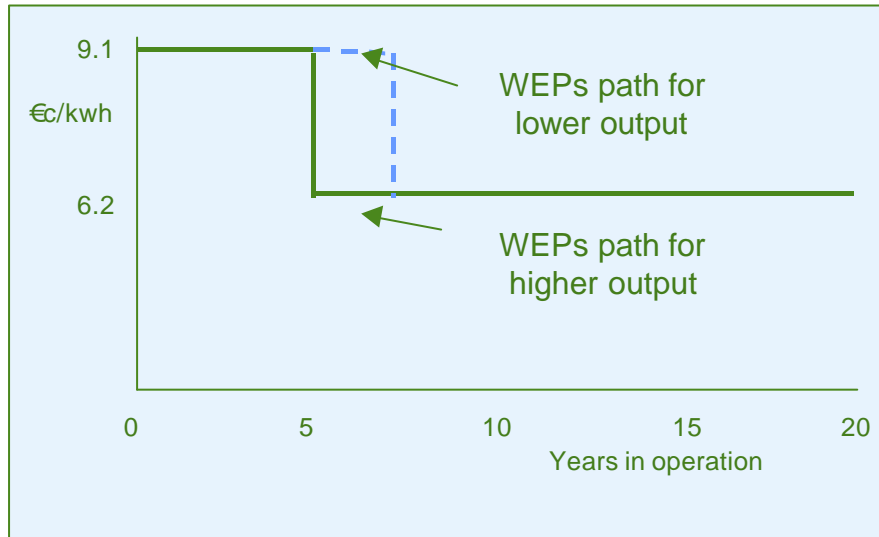 9.1
€c/kwh
6.2
WEPs path for
lower output
WEPs path for
higher output
0 5 10 15 20
Years in operation